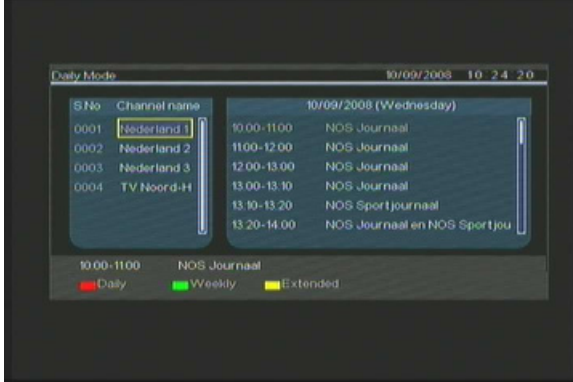 Daily Mode 10/09/2008 10:24:20
S.No Channel name
0001 Nederland 1
0002 Nederland 2
0003 Nederland 3
0004 TV Noord-H
10/09/2008 (Wednesday)
10:00-11:00 NOS Journaal
11:00-12:00 NOS Journaal
12:00-13:00 NOS Journaal
13:00-13:10 NOS Journaal
13:10-13:20 NOS Sportjournaal
13:20-14:00 NOS Journaal en NOS Sportjou
10:00-11:00 NOS Journaal
Daily Weekly Extended